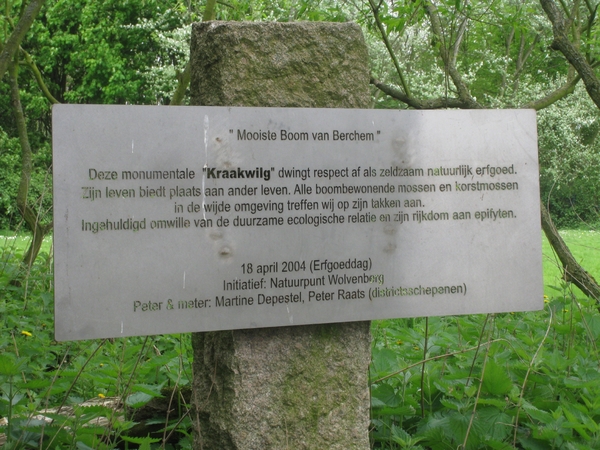 " Mooiste Boom van Berchem "
Deze monumentale "Kraakwilg" dwingt respect af als zeldzaam natuurlijk erfgoed.
Zijn leven biedt plaats aan ander leven. Alle boombewonende mossen en korstmossen
in de wijde omgeving treffen wij op zijn takken aan.
Ingehuldigd omwille van de duurzame ecologische relatie en zijn rijkdom aan epifyten.
18 april 2004 (Erfgoeddag)
Initiatief: Natuurpunt Wolvenberg
Peter & meter: Martine Depestel, Peter Raats (districtsschepenen)